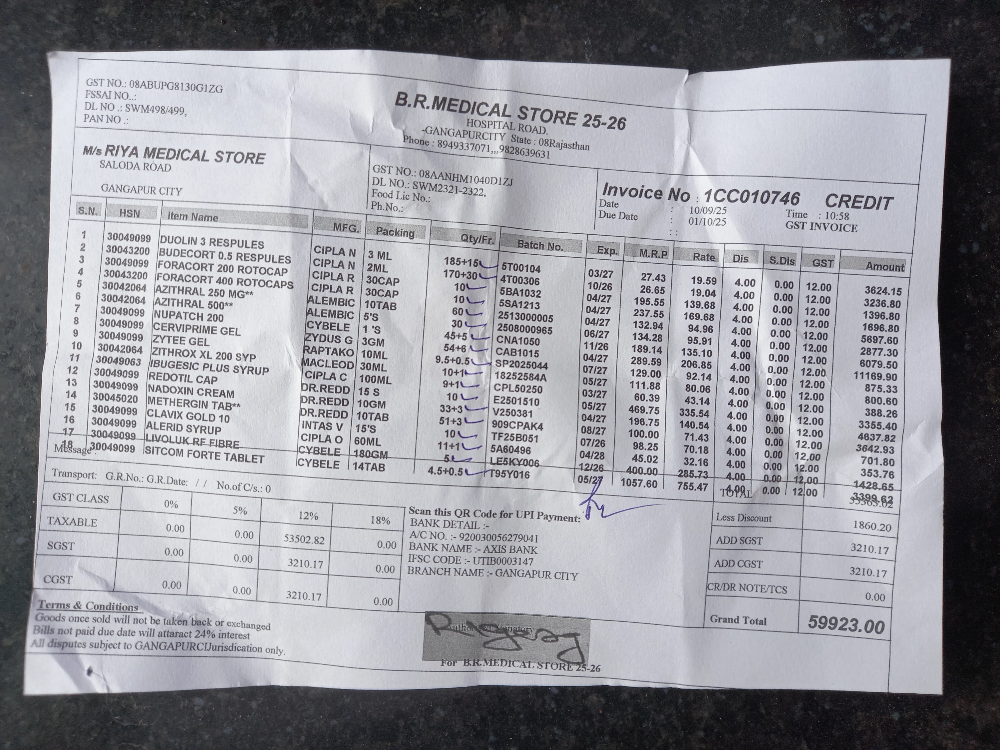 GST NO.: 08ABUPG8130G1ZG
FSSAI NO..:
DL NO .: SWM498/499,
PAN NO .:
B.R.MEDICAL STORE 25-26
HOSPITAL ROAD,
-GANGAPURCITY State : 08Rajasthan
Phone : 8949337071,,,9828639631
M/s RIYA MEDICAL STORE
SALODA ROAD
GANGAPUR CITY
GST NO.: 08AANHM1040D1ZJ
DL NO.: SWM2321-2322,
Food Lic No.:
Ph.No.:
Invoice No : 1CC010746 CREDIT
Date : 10/09/25 Time : 10:58
Due Date : 01/10/25 GST INVOICE
: :
S.N. HSN Item Name MFG. Packing Qty/Fr. Batch No. Exp. M.R.P Rate Dis S.Dis GST Amount
1 30049099 DUOLIN 3 RESPULES CIPLA N 3 ML 185+15 5T00104 03/27 27.43 19.59 4.00 0.00 12.00 3624.15
2 30043200 BUDECORT 0.5 RESPULES CIPLA N 2ML 170+30 4T00306 10/26 26.65 19.04 4.00 0.00 12.00 3236.80
3 30049099 FORACORT 200 ROTOCAP CIPLA R 30CAP 10 5BA1032 04/27 195.55 139.68 4.00 0.00 12.00 1396.80
4 30043200 FORACORT 400 ROTOCAPS CIPLA R 30CAP 10 5SA1213 04/27 237.55 169.68 4.00 0.00 12.00 1696.80
5 30042064 AZITHRAL 250 MG** ALEMBIC 10TAB 60 2513000005 04/27 132.94 94.96 4.00 0.00 12.00 5697.60
6 30042064 AZITHRAL 500** ALEMBIC 5'S 30 2508000965 06/27 134.28 95.91 4.00 0.00 12.00 2877.30
7 30049099 NUPATCH 200 CYBELE 1 'S 45+5 CNA1050 11/26 189.14 135.10 4.00 0.00 12.00 6079.50
8 30049099 CERVIPRIME GEL ZYDUS G 3GM 54+6 CAB1015 04/27 289.59 206.85 4.00 0.00 12.00 11169.90
9 30049099 ZYTEE GEL RAPTAKO 10ML 9.5+0.5 SP2025044 07/27 129.00 92.14 4.00 0.00 12.00 875.33
10 30042064 ZITHROX XL 200 SYP MACLEOD 30ML 10+1 18252584A 05/27 111.88 80.06 4.00 0.00 12.00 800.60
11 30049063 IBUGESIC PLUS SYRUP CIPLA C 100ML 9+1 CPL50250 03/27 60.39 43.14 4.00 0.00 12.00 388.26
12 30049099 REDOTIL CAP DR.REDD 15 S 10 E2501510 05/27 469.75 335.54 4.00 0.00 12.00 3355.40
13 30049099 NADOXIN CREAM DR.REDD 10GM 33+3 V250381 04/27 196.75 140.54 4.00 0.00 12.00 4637.82
14 30045020 METHERGIN TAB** DR.REDD 10TAB 51+3 909CPAK4 08/27 100.00 71.43 4.00 0.00 12.00 3642.93
15 30049099 CLAVIX GOLD 10 INTAS V 15'S 10 TF25B051 07/26 98.25 70.18 4.00 0.00 12.00 701.80
16 30049099 ALERID SYRUP CIPLA O 60ML 11+1 5A60496 04/28 45.02 32.16 4.00 0.00 12.00 353.76
17 30049099 LIVOLUK RF FIBRE CYBELE 180GM 5 LE5KY006 12/26 400.00 285.73 4.00 0.00 12.00 1428.65
18 30049099 SITCOM FORTE TABLET CYBELE 14TAB 4.5+0.5 T95Y016 05/27 1057.60 755.47 4.00 0.00 12.00 3399.62
Message
Transport: G.R.No.: G.R.Date: / / No.of C/s.: 0
TOTAL
GST CLASS 0% 5% 12% 18%
TAXABLE 0.00 0.00 53502.82 0.00
SGST 0.00 0.00 3210.17 0.00
CGST 0.00 0.00 3210.17 0.00
Scan this QR Code for UPI Payment:
BANK DETAIL :-
A/C NO. :- 920030056279041
BANK NAME :- AXIS BANK
IFSC CODE :- UTIB0003147
BRANCH NAME :- GANGAPUR CITY
Less Discount 1860.20
ADD SGST 3210.17
ADD CGST 3210.17
CR/DR NOTE/TCS 0.00
Grand Total 59923.00
Terms & Conditions
Goods once sold will not be taken back or exchanged
Bills not paid due date will attaract 24% interest
All disputes subject to GANGAPURCIJurisdication only.
For B.R.MEDICAL STORE 25-26